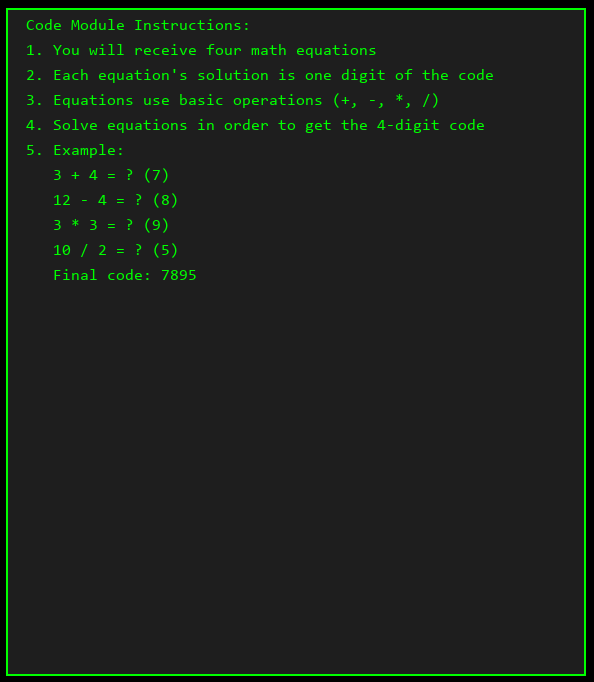 Code Module Instructions:
1. You will receive four math equations
2. Each equation's solution is one digit of the code
3. Equations use basic operations (+, -, *, /)
4. Solve equations in order to get the 4-digit code
5. Example:
3 + 4 = ? (7)
12 - 4 = ? (8)
3 * 3 = ? (9)
10 / 2 = ? (5)
Final code: 7895